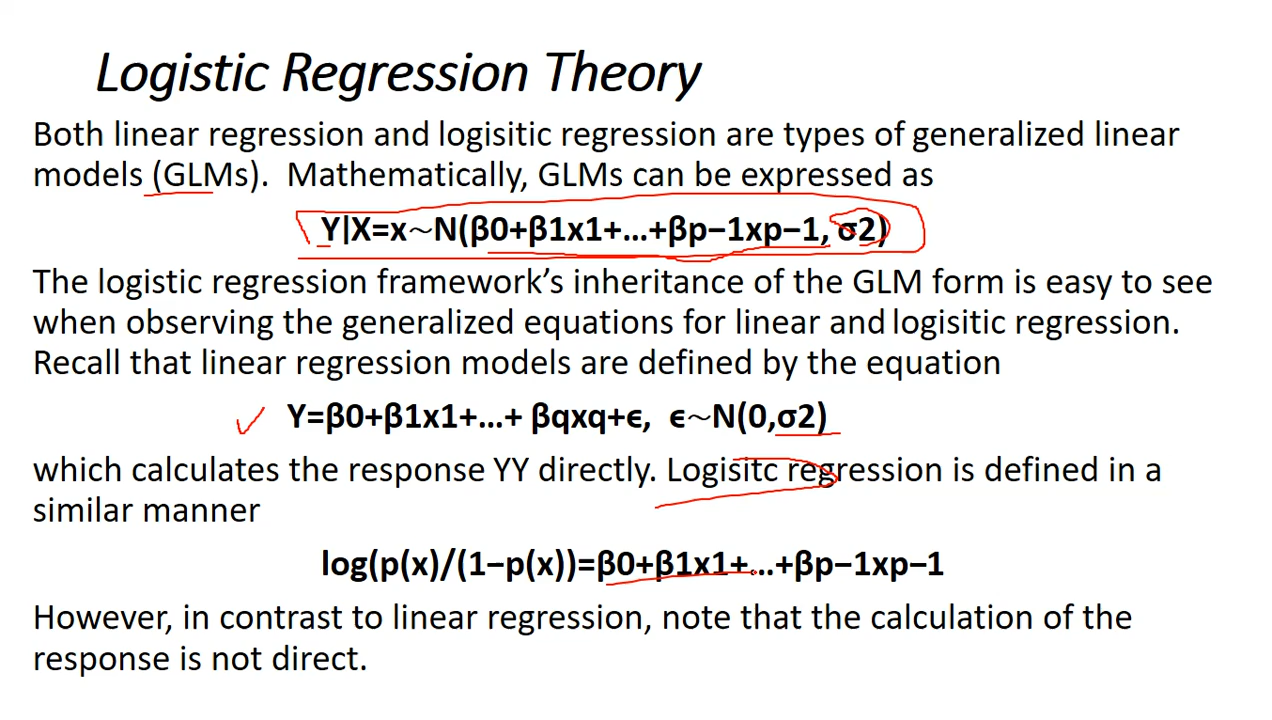 Logistic Regression Theory
Both linear regression and logisitic regression are types of generalized linear
models (GLMs).  Mathematically, GLMs can be expressed as
Y|X=x∼N(β0+β1x1+…+βp−1xp−1, σ2)
The logistic regression framework’s inheritance of the GLM form is easy to see
when observing the generalized equations for linear and logisitic regression.
Recall that linear regression models are defined by the equation
Y=β0+β1x1+…+ βqxq+ϵ,  ϵ∼N(0,σ2)
which calculates the response YY directly. Logisitc regression is defined in a
similar manner
log(p(x)/(1−p(x))=β0+β1x1+…+βp−1xp−1
However, in contrast to linear regression, note that the calculation of the
response is not direct.